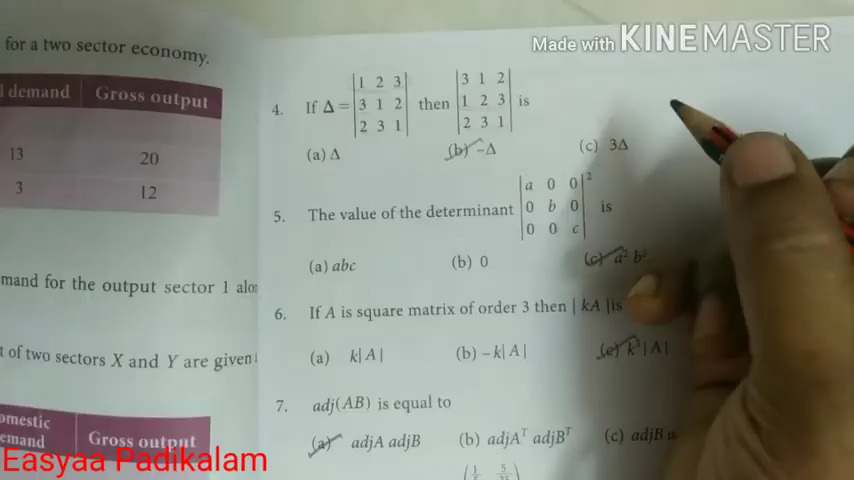 Made with KINEMASTER
for a two sector economy.
demand Gross output
13 20
3 12
mand for the output sector 1
t of two sectors X and Y are given
omestic
emand Gross output
4. If Δ = |1 2 3| then |3 1 2| is
|3 1 2| |1 2 3|
|2 3 1| |2 3 1|
(a) Δ (b) –Δ (c) 3Δ
5. The value of the determinant |a 0 0|² is
|0 b 0|
|0 0 c|
(a) abc (b) 0 (c) a² b²
6. If A is square matrix of order 3 then | kA | is
(a) k| A | (b) –k| A | (c) k³ | A |
7. adj(AB) is equal to
(a) adjA adjB (b) adjAᵀ adjBᵀ (c) adjB
Easyaa Padikalam